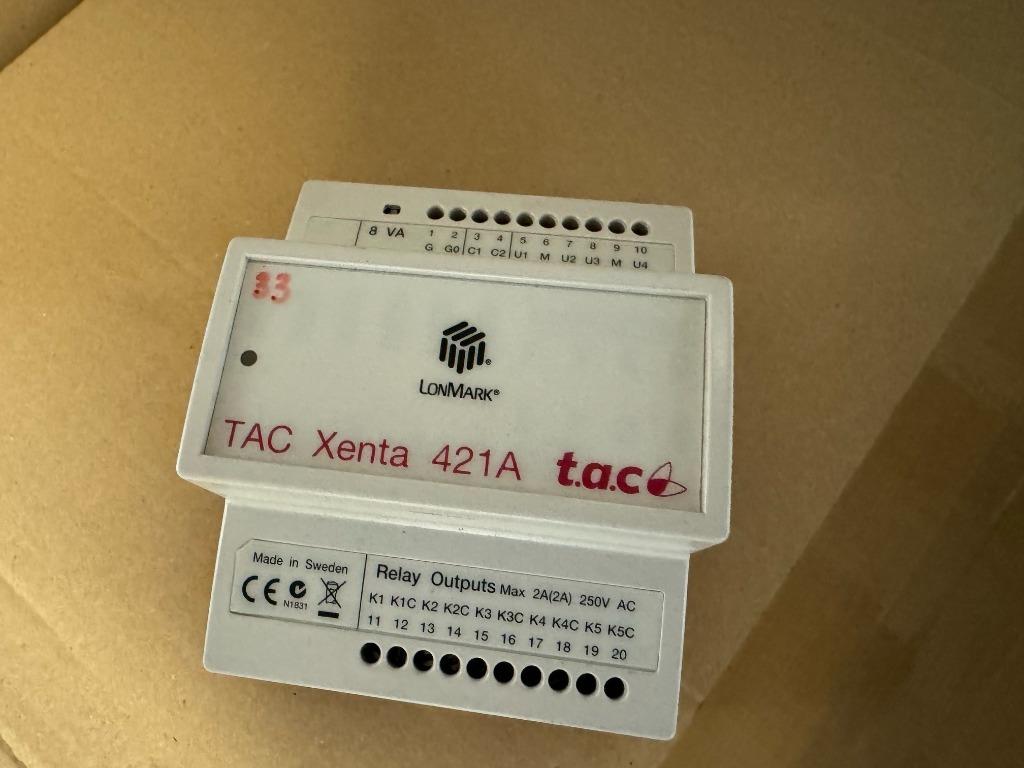 8 VA
1 2 3 4 5 6 7 8 9 10
G G0 C1 C2 U1 M U2 U3 M U4
33
LONMARK®
TAC Xenta 421A
t.a.c
Made in Sweden
CE
N1831
Relay Outputs Max 2A(2A) 250V AC
K1 K1C K2 K2C K3 K3C K4 K4C K5 K5C
11 12 13 14 15 16 17 18 19 20